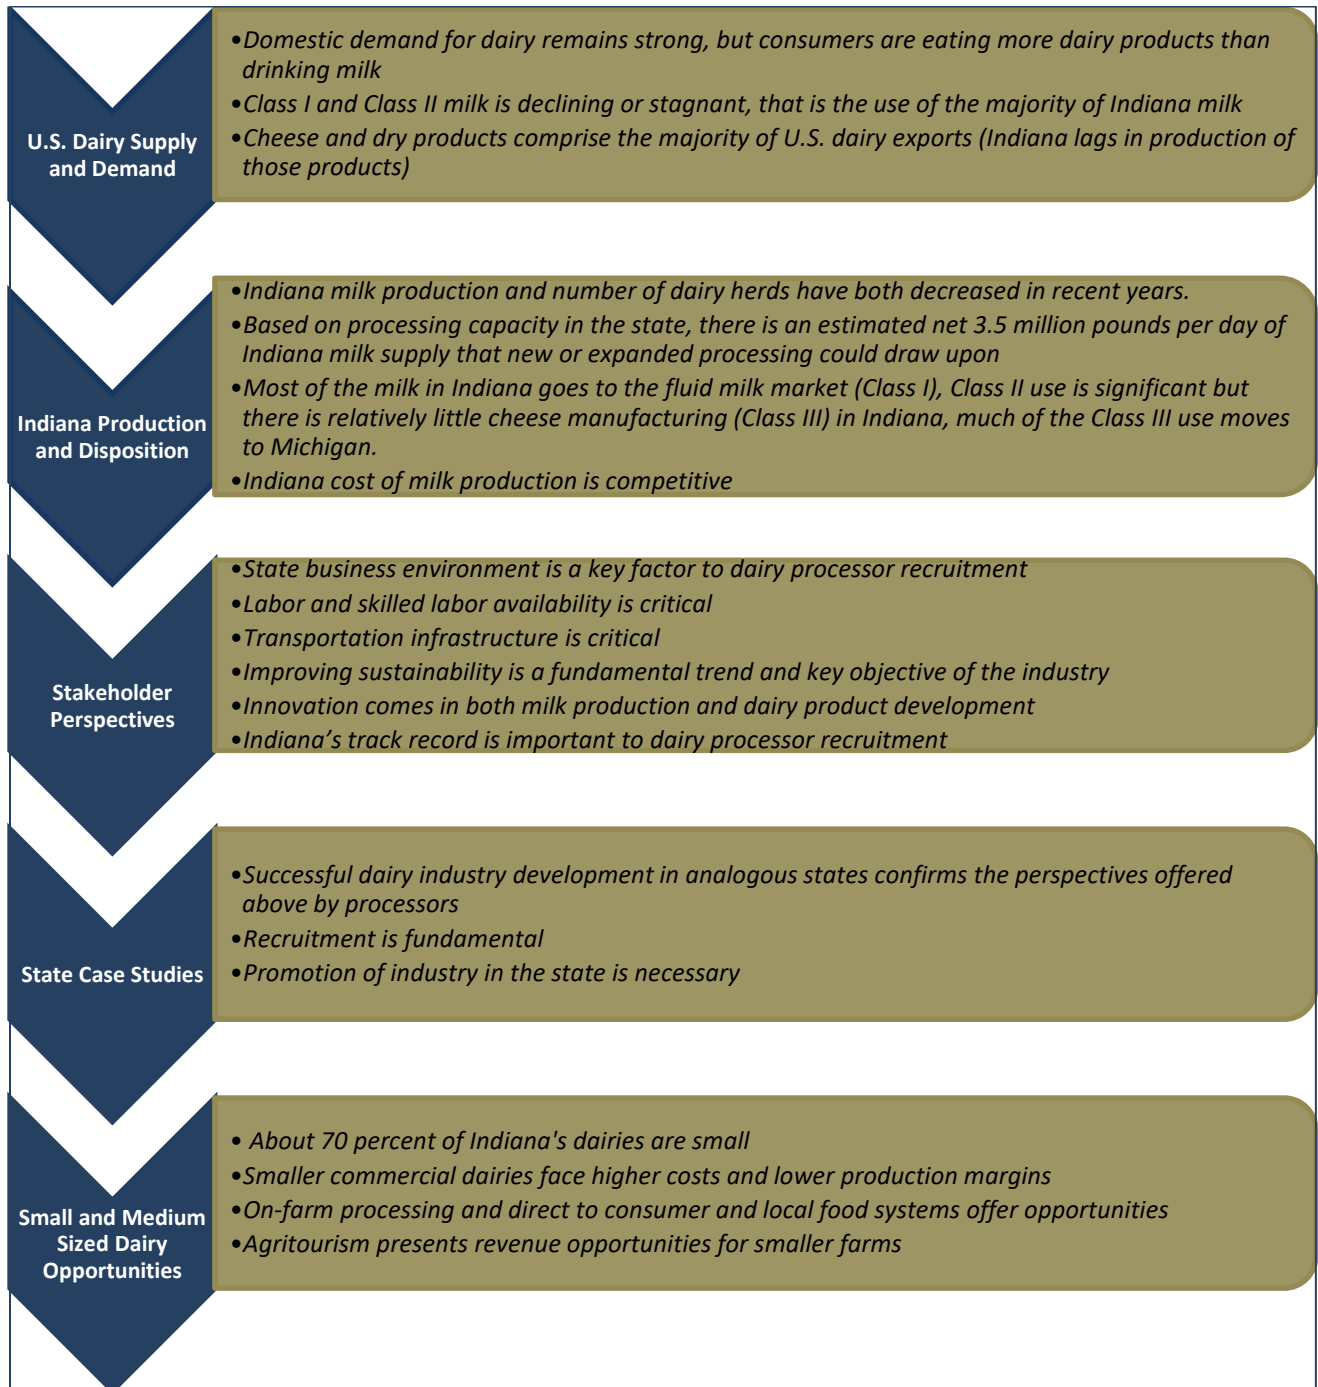 U.S. Dairy Supply
and Demand
•Domestic demand for dairy remains strong, but consumers are eating more dairy products than
drinking milk
•Class I and Class II milk is declining or stagnant, that is the use of the majority of Indiana milk
•Cheese and dry products comprise the majority of U.S. dairy exports (Indiana lags in production of
those products)
Indiana Production
and Disposition
•Indiana milk production and number of dairy herds have both decreased in recent years.
•Based on processing capacity in the state, there is an estimated net 3.5 million pounds per day of
Indiana milk supply that new or expanded processing could draw upon
•Most of the milk in Indiana goes to the fluid milk market (Class I), Class II use is significant but
there is relatively little cheese manufacturing (Class III) in Indiana, much of the Class III use moves
to Michigan.
•Indiana cost of milk production is competitive
Stakeholder
Perspectives
•State business environment is a key factor to dairy processor recruitment
•Labor and skilled labor availability is critical
•Transportation infrastructure is critical
•Improving sustainability is a fundamental trend and key objective of the industry
•Innovation comes in both milk production and dairy product development
•Indiana’s track record is important to dairy processor recruitment
State Case Studies
•Successful dairy industry development in analogous states confirms the perspectives offered
above by processors
•Recruitment is fundamental
•Promotion of industry in the state is necessary
Small and Medium
Sized Dairy
Opportunities
• About 70 percent of Indiana's dairies are small
•Smaller commercial dairies face higher costs and lower production margins
•On-farm processing and direct to consumer and local food systems offer opportunities
•Agritourism presents revenue opportunities for smaller farms